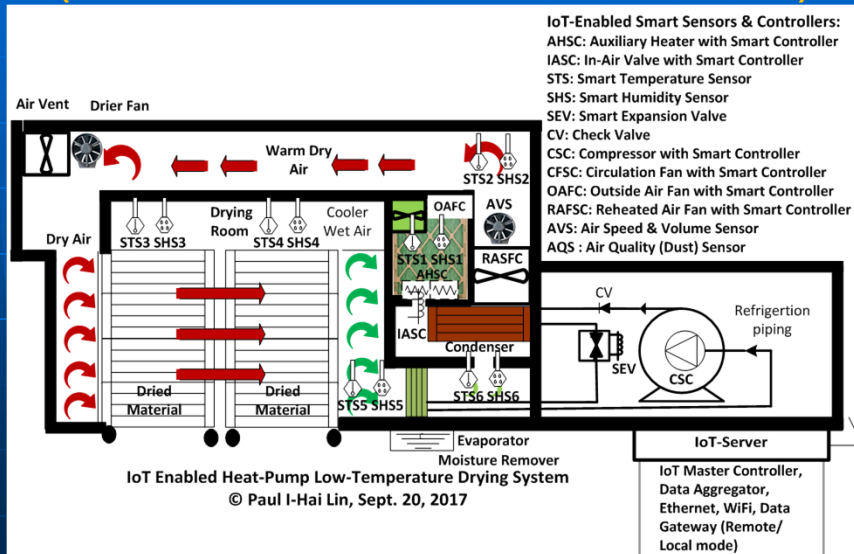 IoT-Enabled Smart Sensors & Controllers:
AHSC: Auxiliary Heater with Smart Controller
IASC: In-Air Valve with Smart Controller
STS: Smart Temperature Sensor
SHS: Smart Humidity Sensor
SEV: Smart Expansion Valve
CV: Check Valve
CSC: Compressor with Smart Controller
CFSC: Circulation Fan with Smart Controller
OAFC: Outside Air Fan with Smart Controller
RAFSC: Reheated Air Fan with Smart Controller
AVS: Air Speed & Volume Sensor
AQS : Air Quality (Dust) Sensor
Air Vent
Drier Fan
Warm Dry
Air
STS2 SHS2
OAFC
AVS
Drying
Room
Cooler
Wet Air
Dry Air
STS3 SHS3
STS4 SHS4
STS1 SHS1
AHSC
RASFC
IASC
Condenser
CV
Refrigertion
piping
SEV
CSC
Dried
Material
Dried
Material
STS5 SHS5
STS6 SHS6
Evaporator
Moisture Remover
IoT-Server
IoT Enabled Heat-Pump Low-Temperature Drying System
© Paul I-Hai Lin, Sept. 20, 2017
IoT Master Controller,
Data Aggregator,
Ethernet, WiFi, Data
Gateway (Remote/
Local mode)